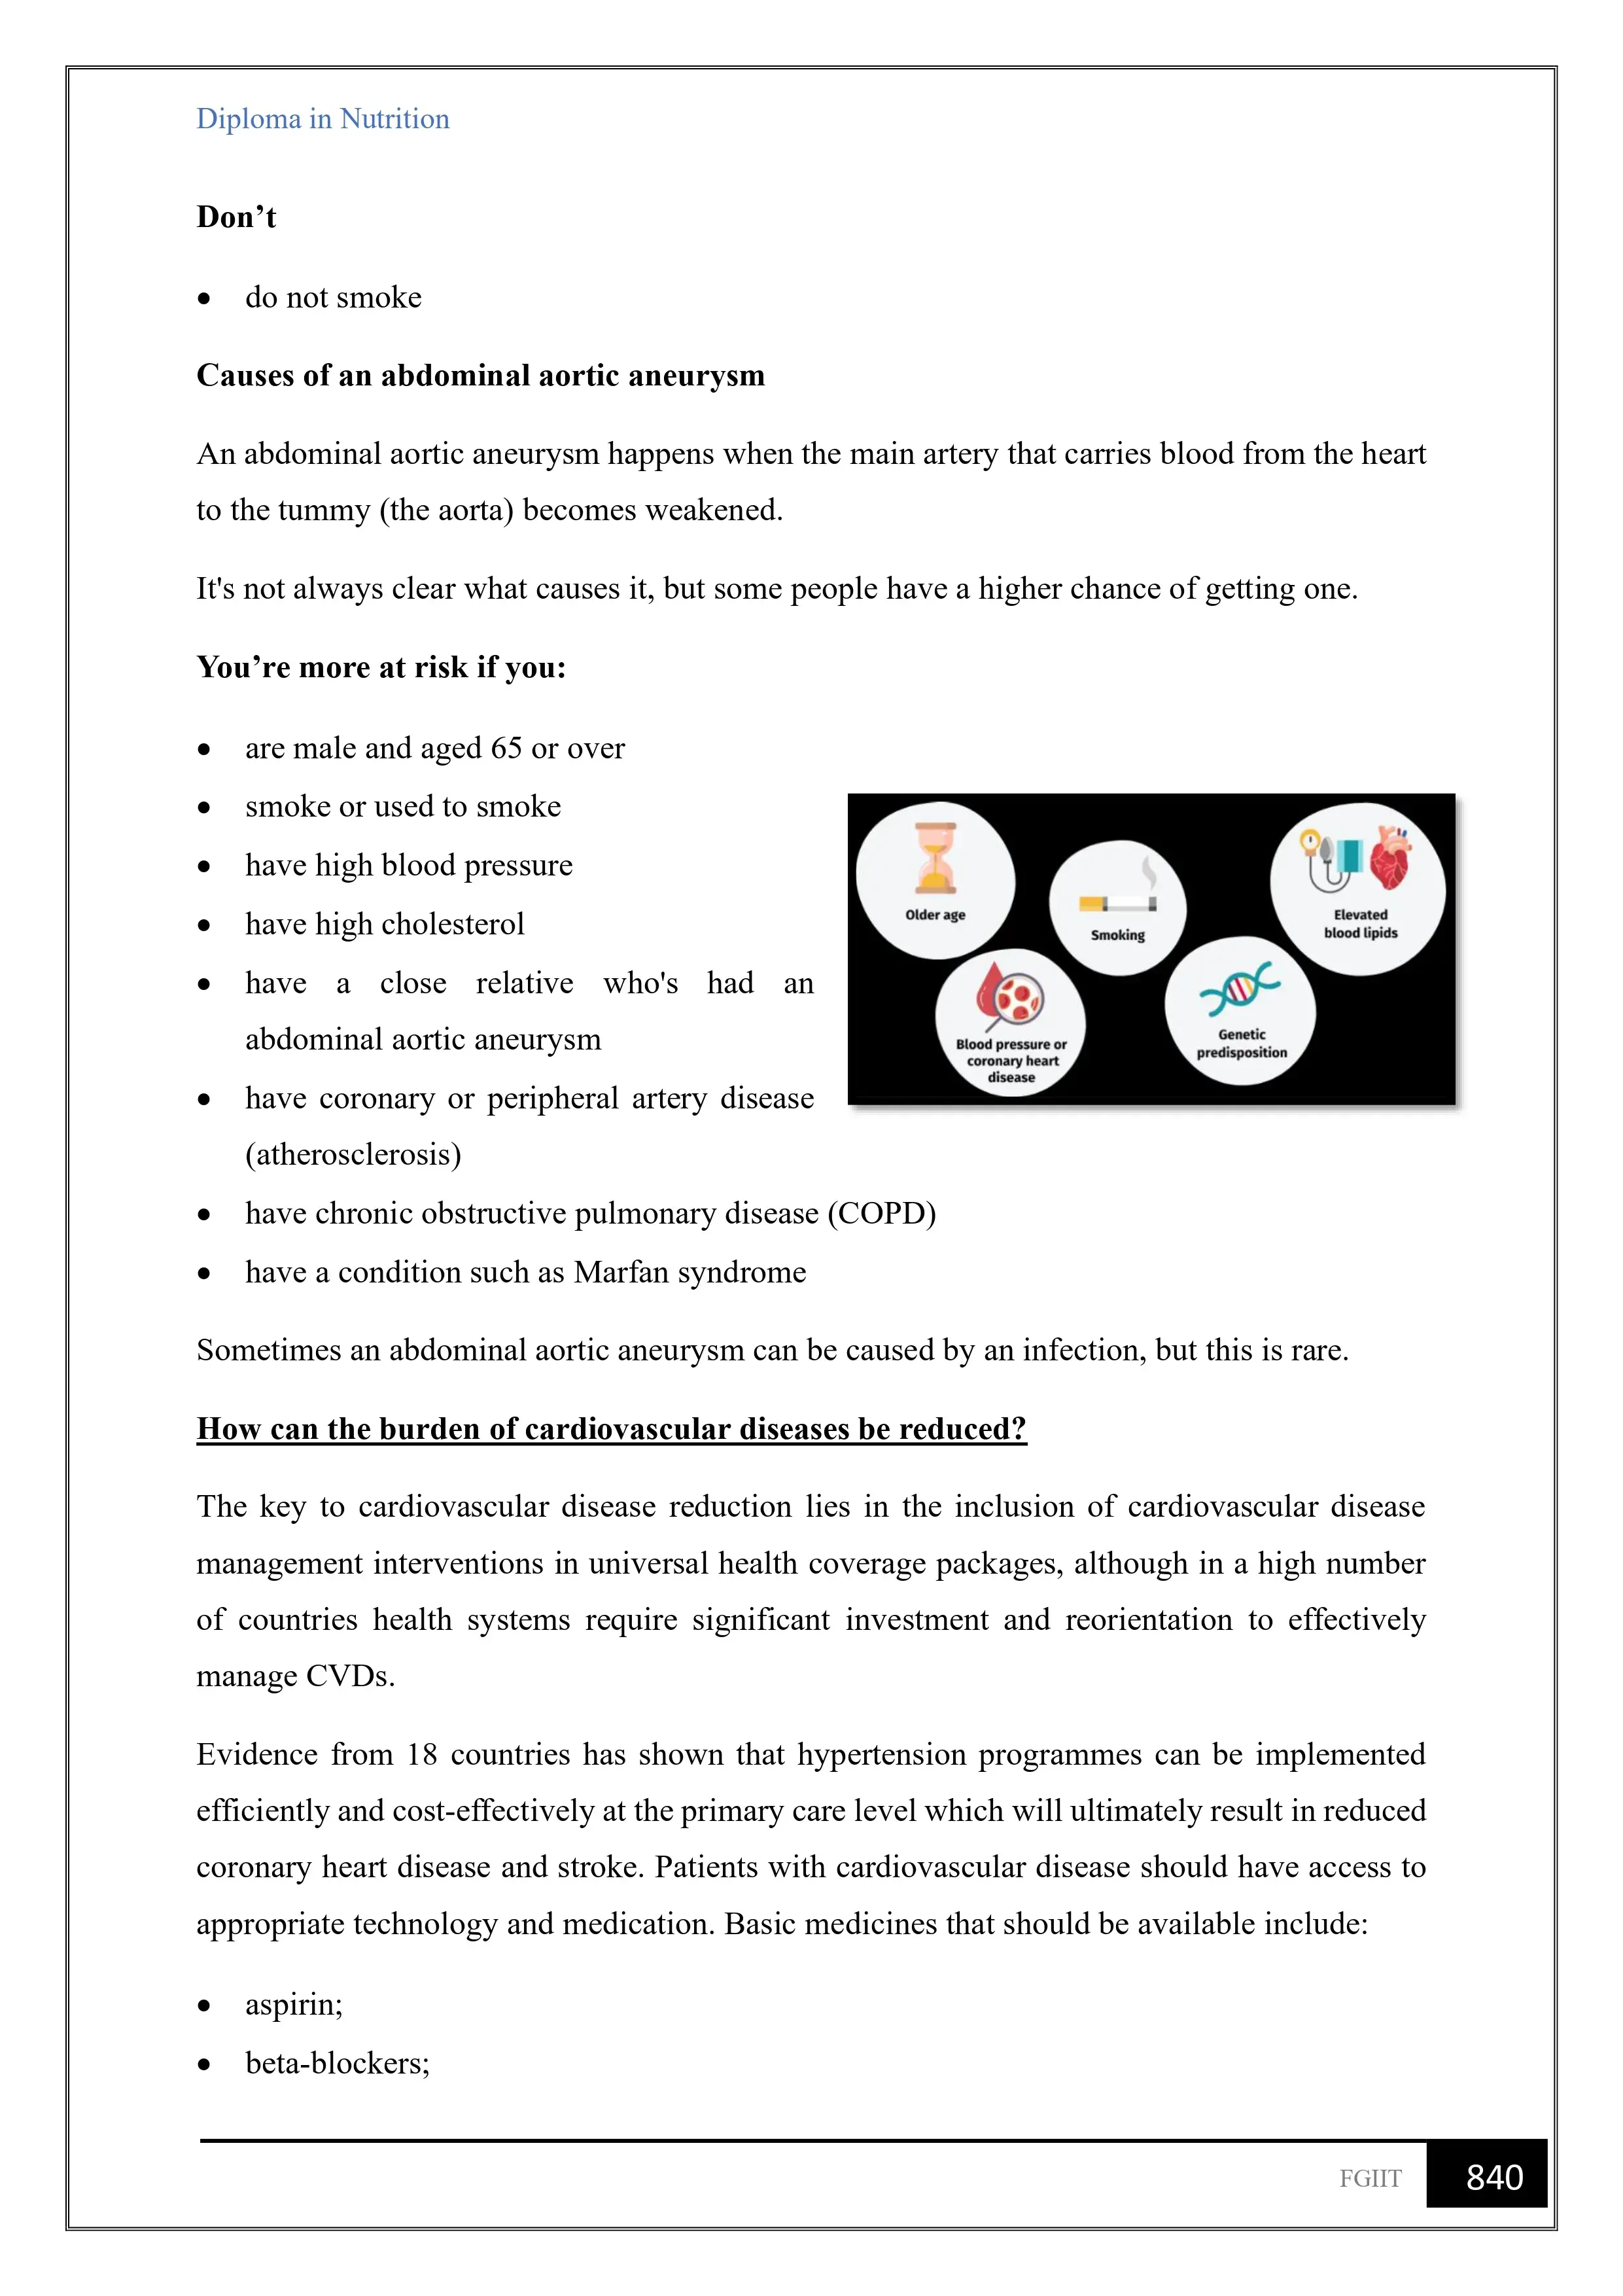 Diploma in Nutrition
Don’t
• do not smoke
Causes of an abdominal aortic aneurysm
An abdominal aortic aneurysm happens when the main artery that carries blood from the heart
to the tummy (the aorta) becomes weakened.
It's not always clear what causes it, but some people have a higher chance of getting one.
You’re more at risk if you:
• are male and aged 65 or over
• smoke or used to smoke
• have high blood pressure
• have high cholesterol
• have a close relative who's had an
abdominal aortic aneurysm
• have coronary or peripheral artery disease
(atherosclerosis)
• have chronic obstructive pulmonary disease (COPD)
• have a condition such as Marfan syndrome
Older age
Smoking
Elevated
blood lipids
Blood pressure or
coronary heart
disease
Genetic
predisposition
Sometimes an abdominal aortic aneurysm can be caused by an infection, but this is rare.
How can the burden of cardiovascular diseases be reduced?
The key to cardiovascular disease reduction lies in the inclusion of cardiovascular disease
management interventions in universal health coverage packages, although in a high number
of countries health systems require significant investment and reorientation to effectively
manage CVDs.
Evidence from 18 countries has shown that hypertension programmes can be implemented
efficiently and cost-effectively at the primary care level which will ultimately result in reduced
coronary heart disease and stroke. Patients with cardiovascular disease should have access to
appropriate technology and medication. Basic medicines that should be available include:
• aspirin;
• beta-blockers;
FGIIT
840